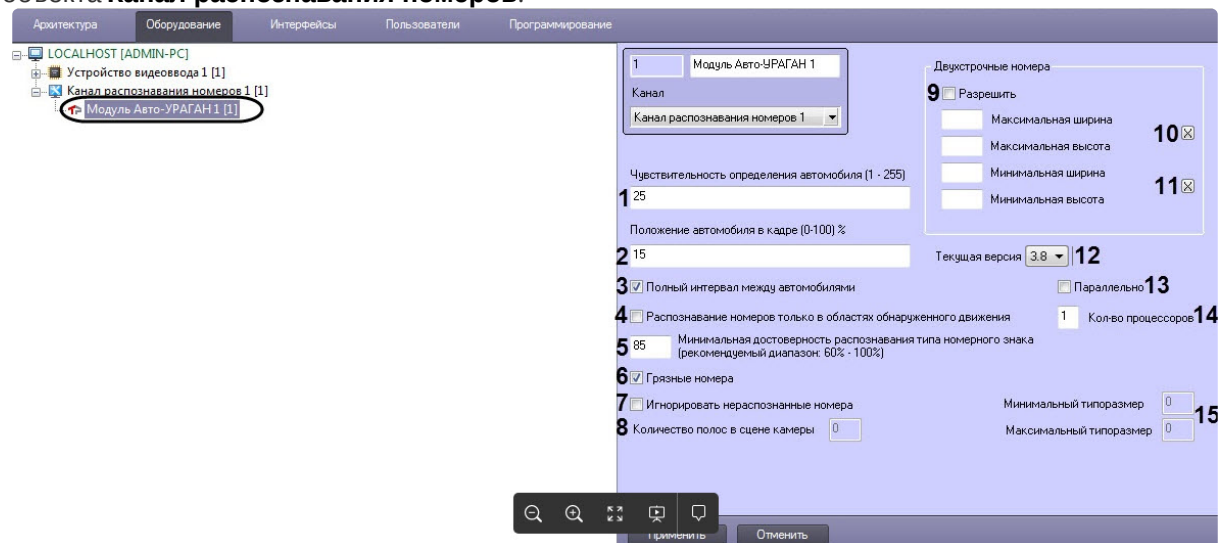 объекта Канал распознавания номеров.
Архитектура Оборудование Интерфейсы Пользователи Программирование
LOCALHOST [ADMIN-PC]
Устройство видеоввода 1 [1]
Канал распознавания номеров 1 [1]
Модуль Авто-УРАГАН 1 [1]
1 Модуль Авто-УРАГАН 1
Канал
Канал распознавания номеров 1
Двухстрочные номера
9 Разрешить
Максимальная ширина
Максимальная высота
10
Минимальная ширина
Минимальная высота
11
Чувствительность определения автомобиля (1 - 255)
1 25
Положение автомобиля в кадре (0-100) %
2 15
Текущая версия 3.8 12
3 Полный интервал между автомобилями
Параллельно 13
4 Распознавание номеров только в областях обнаруженного движения
1 Кол-во процессоров 14
5 85 Минимальная достоверность распознавания типа номерного знака
(рекомендуемый диапазон: 60% - 100%)
6 Грязные номера
7 Игнорировать нераспознанные номера
Минимальный типоразмер 0
15
8 Количество полос в сцене камеры 0
Максимальный типоразмер 0
Применить Отменить